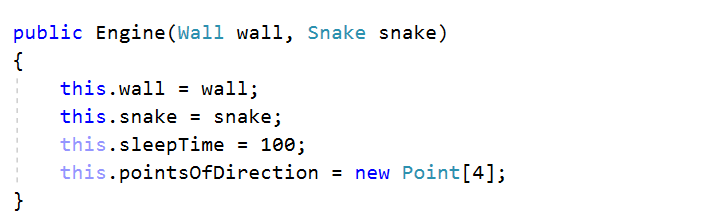 public Engine(Wall wall, Snake snake)
{
this.wall = wall;
this.snake = snake;
this.sleepTime = 100;
this.pointsOfDirection = new Point[4];
}